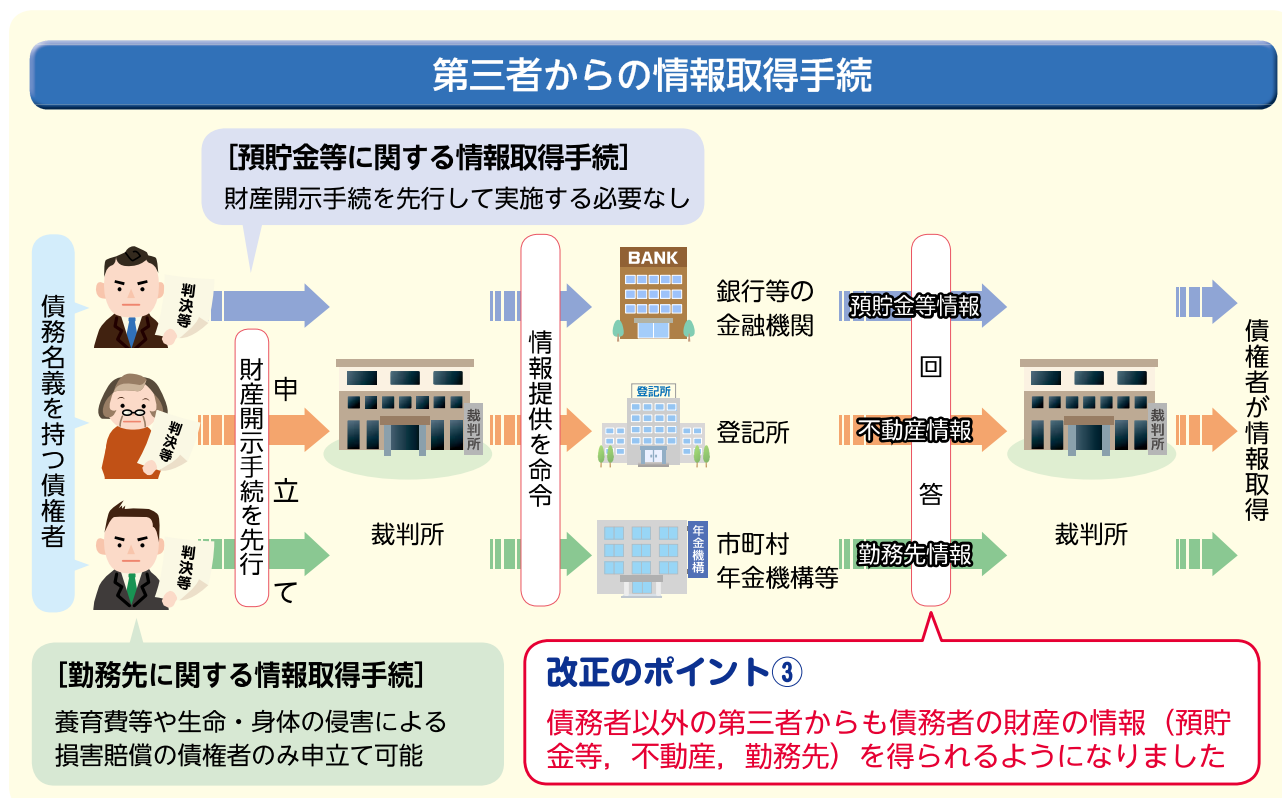 第三者からの情報取得手続
［預貯金等に関する情報取得手続］
財産開示手続を先行して実施する必要なし
債務名義を持つ債権者
判決等
判決等
判決等
財産開示手続を先行
申立て
裁判所
裁判所
情報提供を命令
BANK
銀行等の
金融機関
登記所
登記所
年金機構
市町村
年金機構等
預貯金等情報
不動産情報
勤務先情報
回答
裁判所
裁判所
債権者が情報取得
［勤務先に関する情報取得手続］
養育費等や生命・身体の侵害による
損害賠償の債権者のみ申立て可能
改正のポイント③
債務者以外の第三者からも債務者の財産の情報（預貯
金等，不動産，勤務先）を得られるようになりました